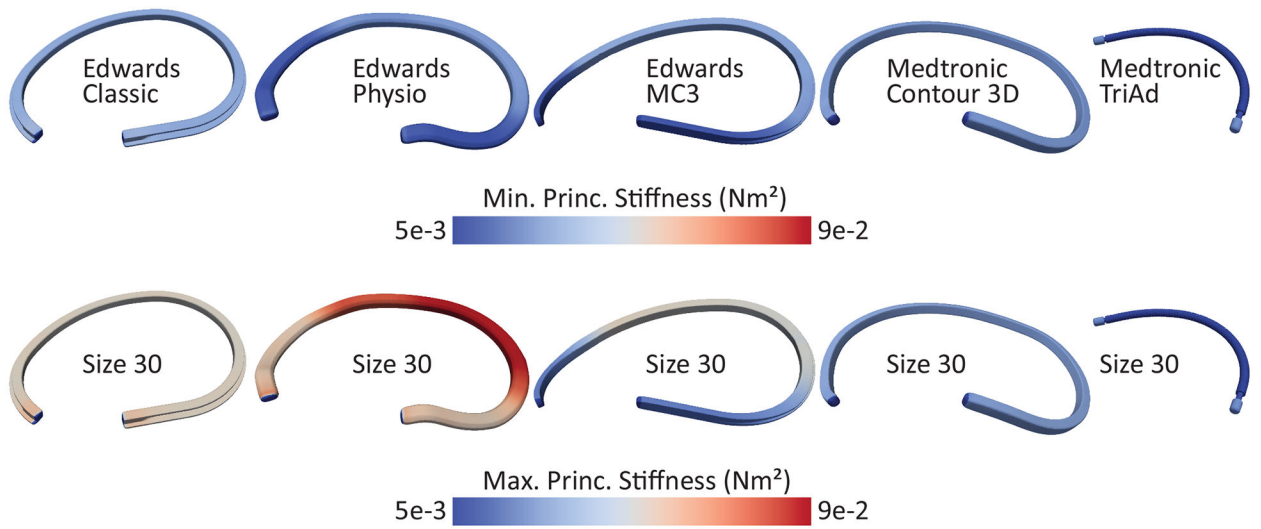 Edwards
Classic
Edwards
Physio
Edwards
MC3
Medtronic
Contour 3D
Medtronic
TriAd
Min. Princ. Stiffness (Nm²)
5e-3
9e-2
Size 30
Size 30
Size 30
Size 30
Size 30
Max. Princ. Stiffness (Nm²)
5e-3
9e-2